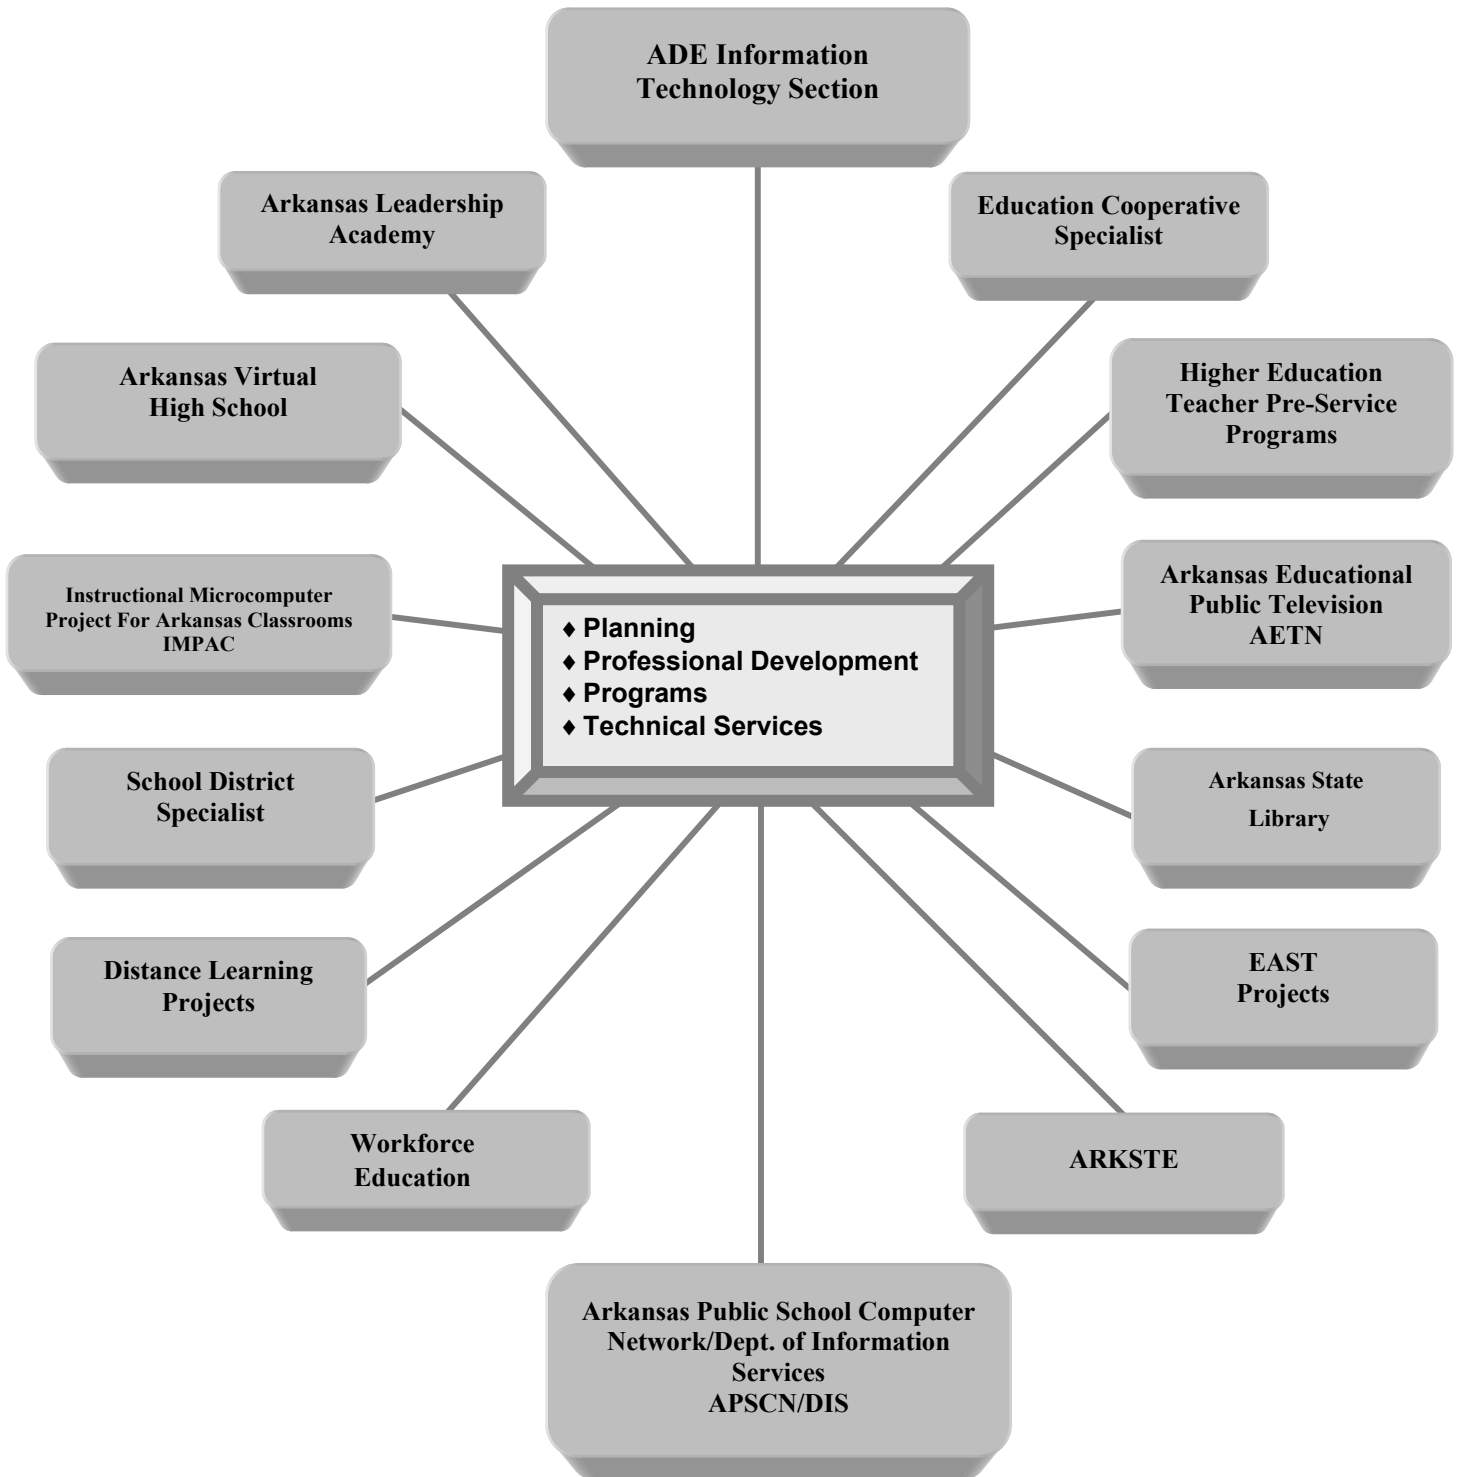 ADE Information
Technology Section
Arkansas Leadership
Academy
Education Cooperative
Specialist
Arkansas Virtual
High School
Higher Education
Teacher Pre-Service
Programs
Instructional Microcomputer
Project For Arkansas Classrooms
IMPAC
♦ Planning
♦ Professional Development
♦ Programs
♦ Technical Services
Arkansas Educational
Public Television
AETN
School District
Specialist
Arkansas State
Library
Distance Learning
Projects
EAST
Projects
Workforce
Education
ARKSTE
Arkansas Public School Computer
Network/Dept. of Information
Services
APSCN/DIS